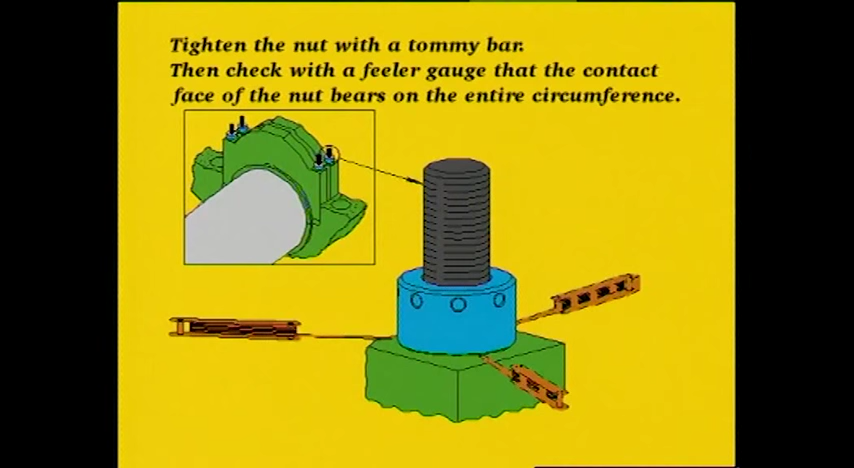 Tighten the nut with a tommy bar.
Then check with a feeler gauge that the contact
face of the nut bears on the entire circumference.